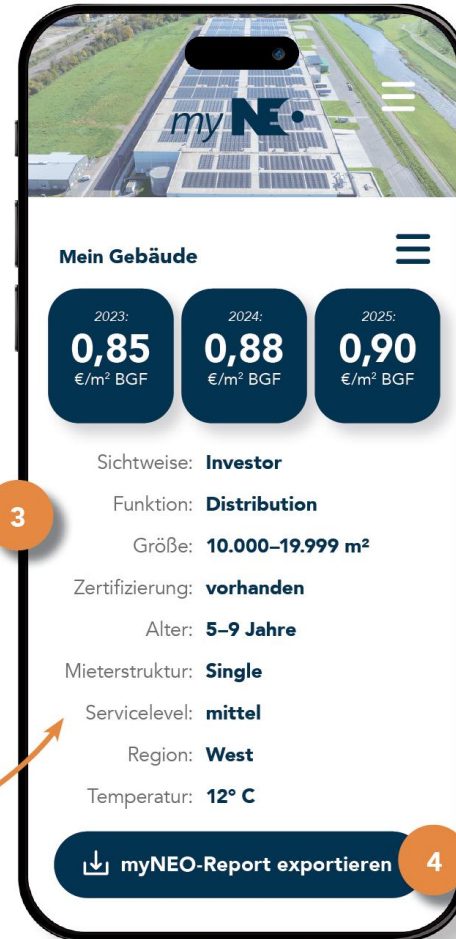 my NEO
Mein Gebäude
2023:
0,85
€/m² BGF
2024:
0,88
€/m² BGF
2025:
0,90
€/m² BGF
3
Sichtweise: Investor
Funktion: Distribution
Größe: 10.000–19.999 m²
Zertifizierung: vorhanden
Alter: 5–9 Jahre
Mieterstruktur: Single
Servicelevel: mittel
Region: West
Temperatur: 12° C
myNEO-Report exportieren
4